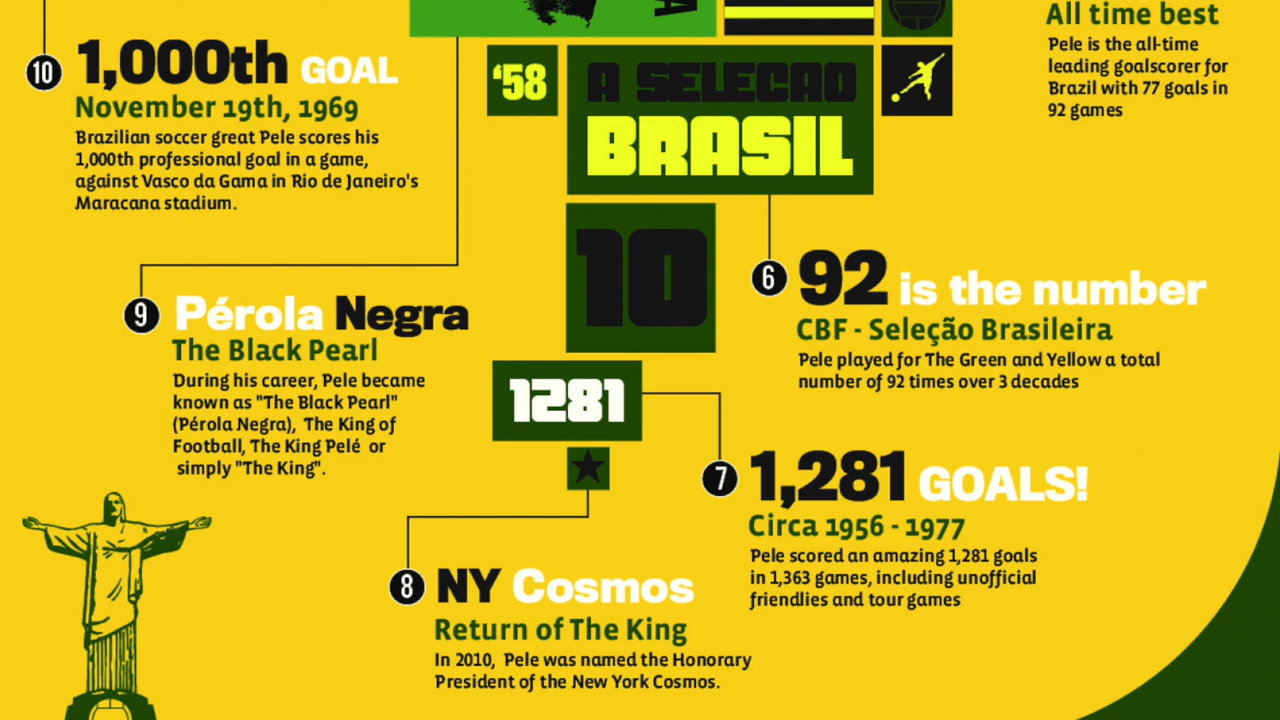 All time best
Pele is the all-time
leading goalscorer for
Brazil with 77 goals in
92 games
10
1,000th GOAL
November 19th, 1969
Brazilian soccer great Pele scores his
1,000th professional goal in a game,
against Vasco da Gama in Rio de Janeiro's
Maracana stadium.
'58
A SELECAO
BRASIL
10
9
Pérola Negra
The Black Pearl
During his career, Pele became
known as "The Black Pearl"
(Pérola Negra), The King of
Football, The King Pelé or
simply "The King".
6
92 is the number
CBF - Seleção Brasileira
Pele played for The Green and Yellow a total
number of 92 times over 3 decades
1281
7
1,281 GOALS!
Circa 1956 - 1977
Pele scored an amazing 1,281 goals
in 1,363 games, including unofficial
friendlies and tour games
8
NY Cosmos
Return of The King
In 2010, Pele was named the Honorary
President of the New York Cosmos.